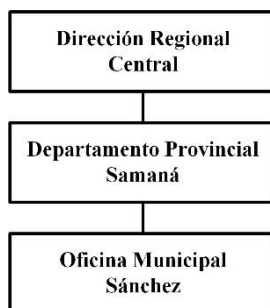 Dirección Regional
Central
Departamento Provincial
Samaná
Oficina Municipal
Sánchez